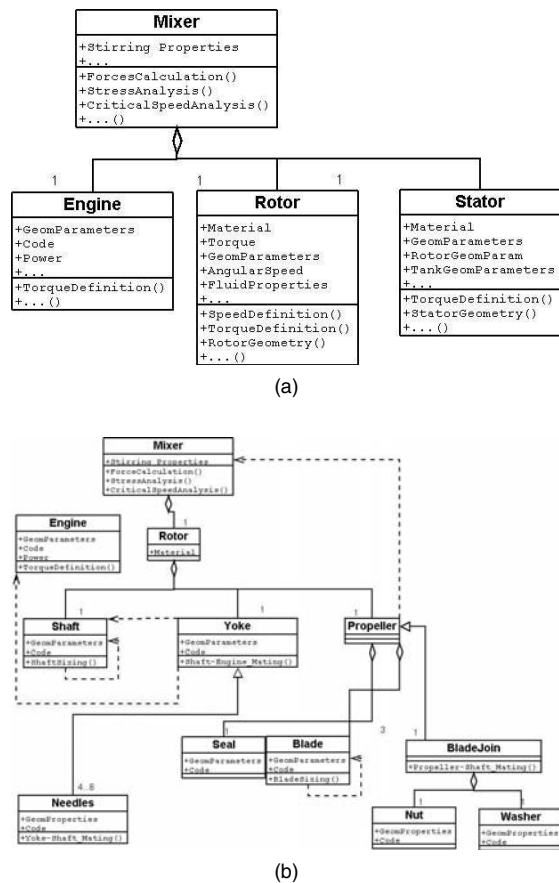 Mixer
+Stirring Properties
+...
+ForcesCalculation()
+StressAnalysis()
+CriticalSpeedAnalysis()
+...()
1
1
1
Engine
+GeomParameters
+Code
+Power
+...
+TorqueDefinition()
+...()
Rotor
+Material
+Torque
+GeomParameters
+AngularSpeed
+FluidProperties
+...
+SpeedDefinition()
+TorqueDefinition()
+RotorGeometry()
+...()
Stator
+Material
+GeomParameters
+RotorGeomParam
+TankGeomParameters
+...
+TorqueDefinition()
+StatorGeometry()
+...()
(a)
Mixer
+Stirring Properties
+ForceCalculation()
+StressAnalysis()
+CriticalSpeedAnalysis()
1
Engine
+GeomParameters
+Code
+Power
+TorqueDefinition()
Rotor
+Material
1
1
1
Shaft
+GeomParameters
+Code
+ShaftSizing()
Yoke
+GeomParameters
+Code
+Shaft-Engine_Mating()
Propeller
1
3
1
Seal
+GeomParameters
+Code
Blade
+GeomParameters
+Code
+BladeSizing()
BladeJoin
+Propeller-Shaft_Mating()
4..8
1
1
Needles
+GeomProperties
+Code
+Yoke-Shaft_Mating()
Nut
+GeomProperties
+Code
Washer
+GeomProperties
+Code
(b)